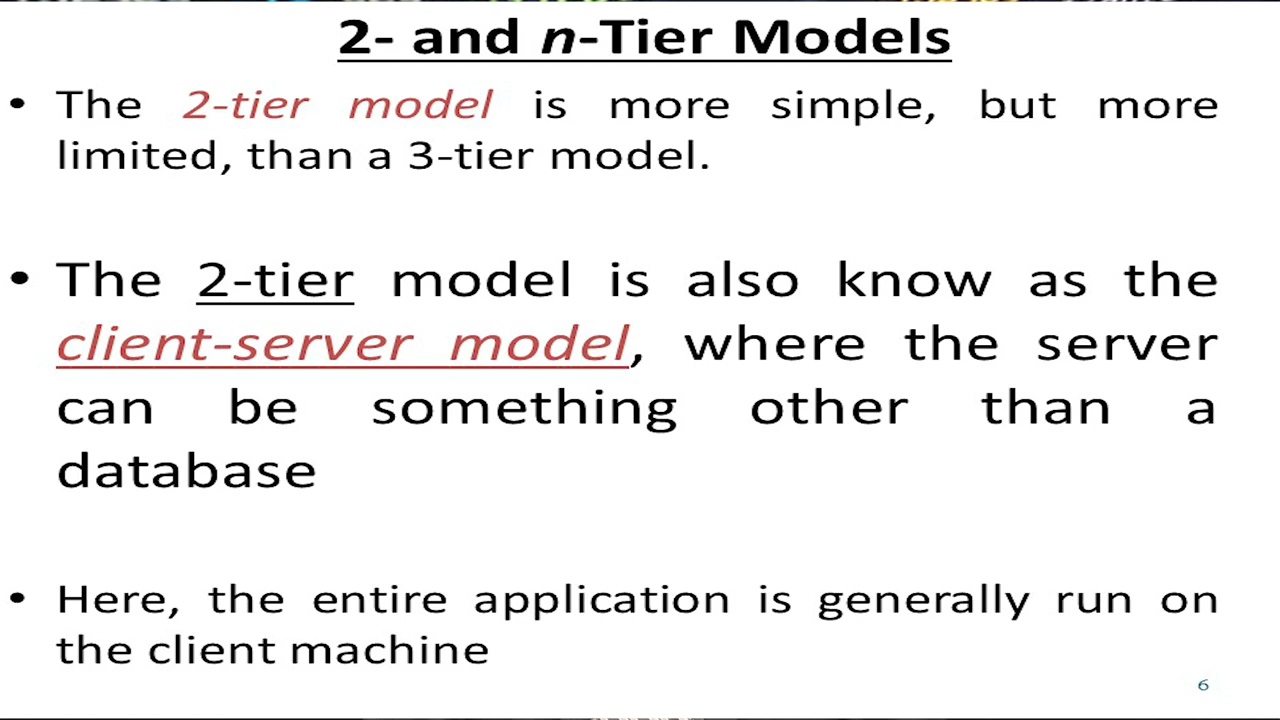 2- and n-Tier Models
• The 2-tier model is more simple, but more
limited, than a 3-tier model.
• The 2-tier model is also know as the
client-server model, where the server
can be something other than a
database
• Here, the entire application is generally run on
the client machine
6